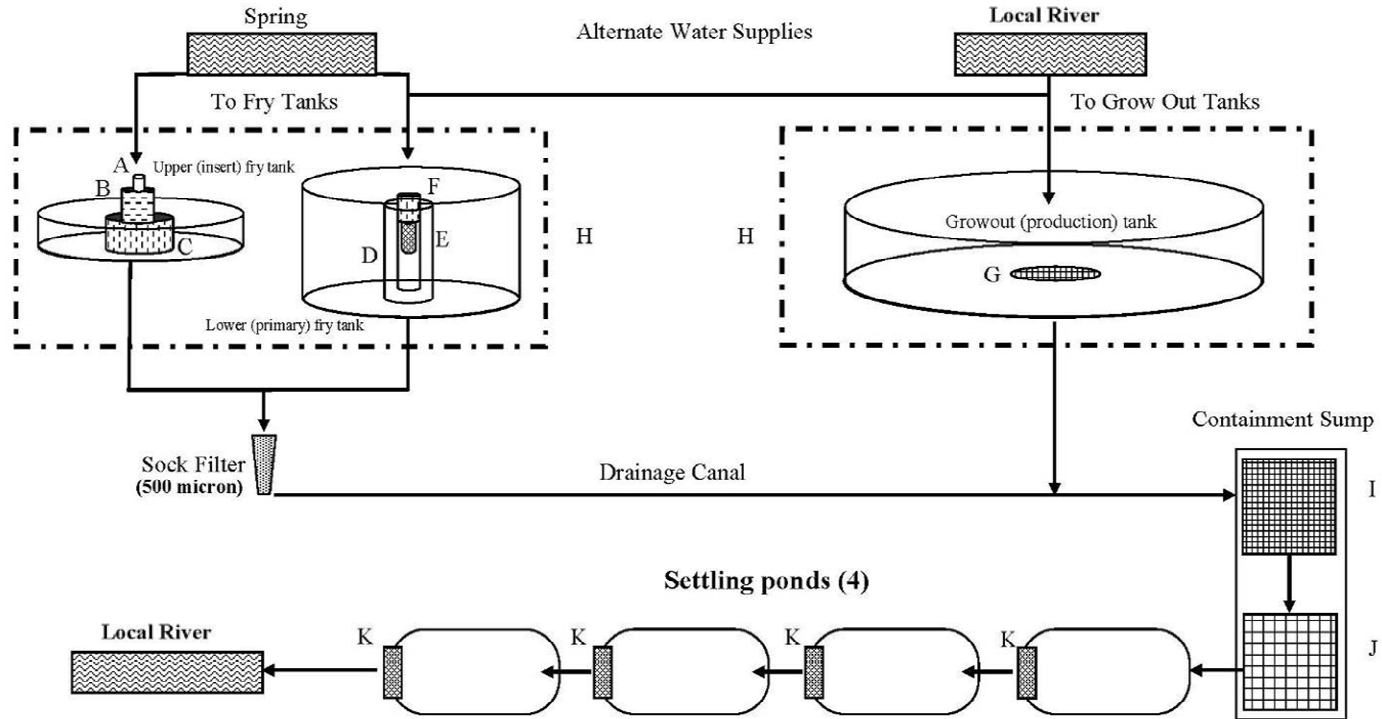 Spring
Alternate Water Supplies
Local River
To Fry Tanks
To Grow Out Tanks
A
Upper (insert) fry tank
B
C
F
D
E
H
H
Growout (production) tank
G
Lower (primary) fry tank
Sock Filter
(500 micron)
Drainage Canal
Containment Sump
I
Settling ponds (4)
Local River
K
K
K
K
J